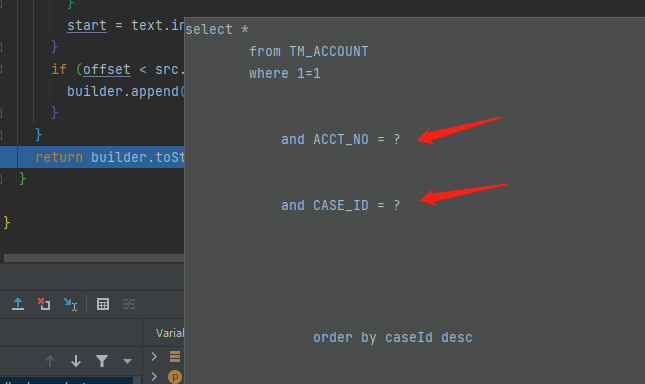 }
start = text.in
}
if (offset < src.
builder.append(
}
}
return builder.toSt
}
}
select *
from TM_ACCOUNT
where 1=1
and ACCT_NO = ?
and CASE_ID = ?
order by caseId desc
Varial
p